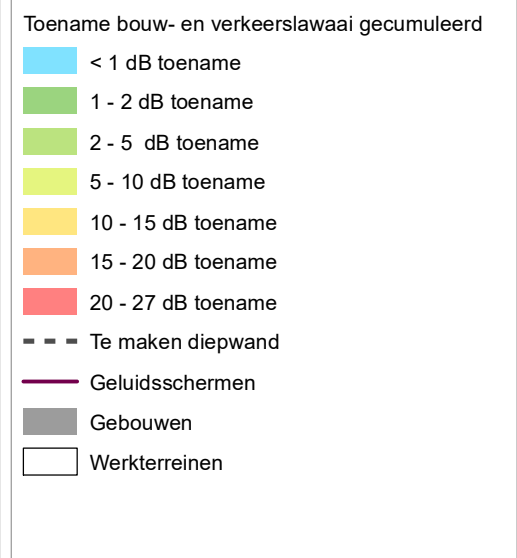 Toename bouw- en verkeerslawaai gecumuleerd
< 1 dB toename
1 - 2 dB toename
2 - 5  dB toename
5 - 10 dB toename
10 - 15 dB toename
15 - 20 dB toename
20 - 27 dB toename
Te maken diepwand
Geluidsschermen
Gebouwen
Werkterreinen